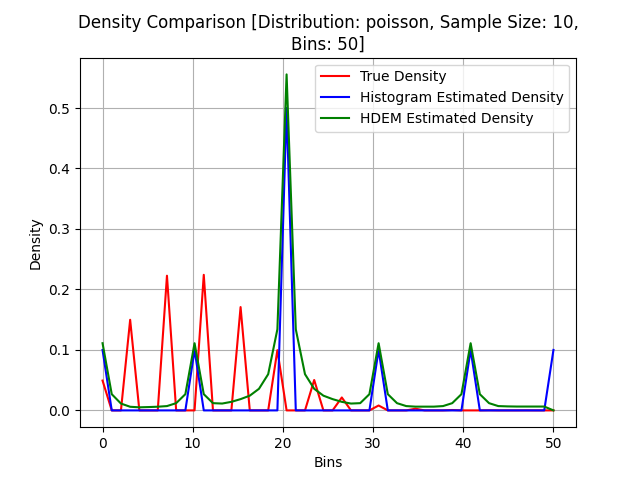 Density Comparison [Distribution: poisson, Sample Size: 10,
Bins: 50]
True Density
Histogram Estimated Density
HDEM Estimated Density
Density
0.5
0.4
0.3
0.2
0.1
0.0
0 10 20 30 40 50
Bins